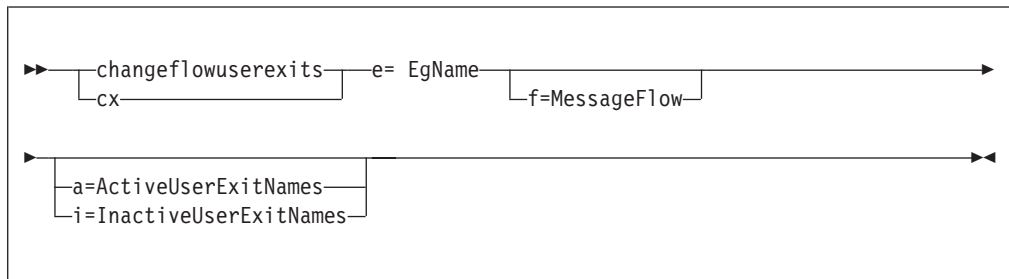 changeflowuserexits e= EgName
cx f=MessageFlow
a=ActiveUserExitNames
i=InactiveUserExitNames